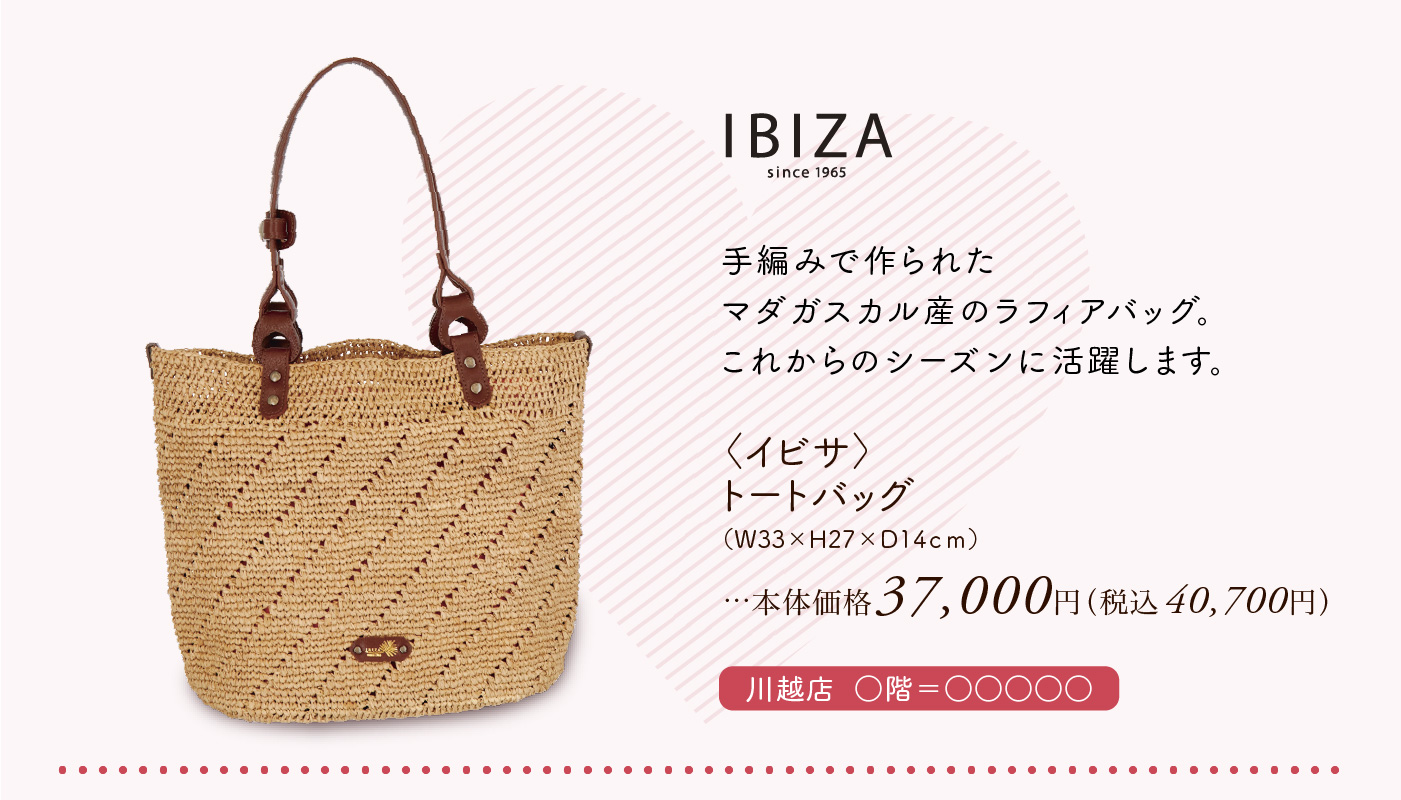 IBIZA
since 1965
手編みで作られた
マダガスカル産のラフィアバッグ。
これからのシーズンに活躍します。
〈イビサ〉
トートバッグ
（W33×H27×D14cm）
…本体価格37,000円（税込40,700円）
川越店 ○階＝○○○○○
IBIZA